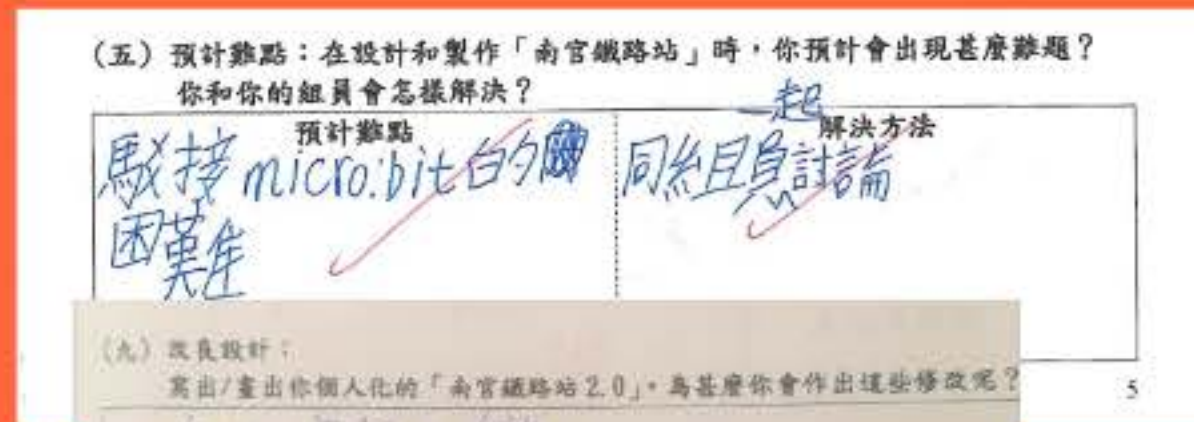 (五) 預計難點：在設計和製作「南官鐵路站」時，你預計會出現甚麼難題？
你和你的組員會怎樣解決？
預計難點
駁接micro:bit的
困難
解決方法
一起
同組員討論
(九) 改良設計：
寫出/畫出你個人化的「南官鐵路站2.0」。為甚麼你會作出這些修改呢？
5